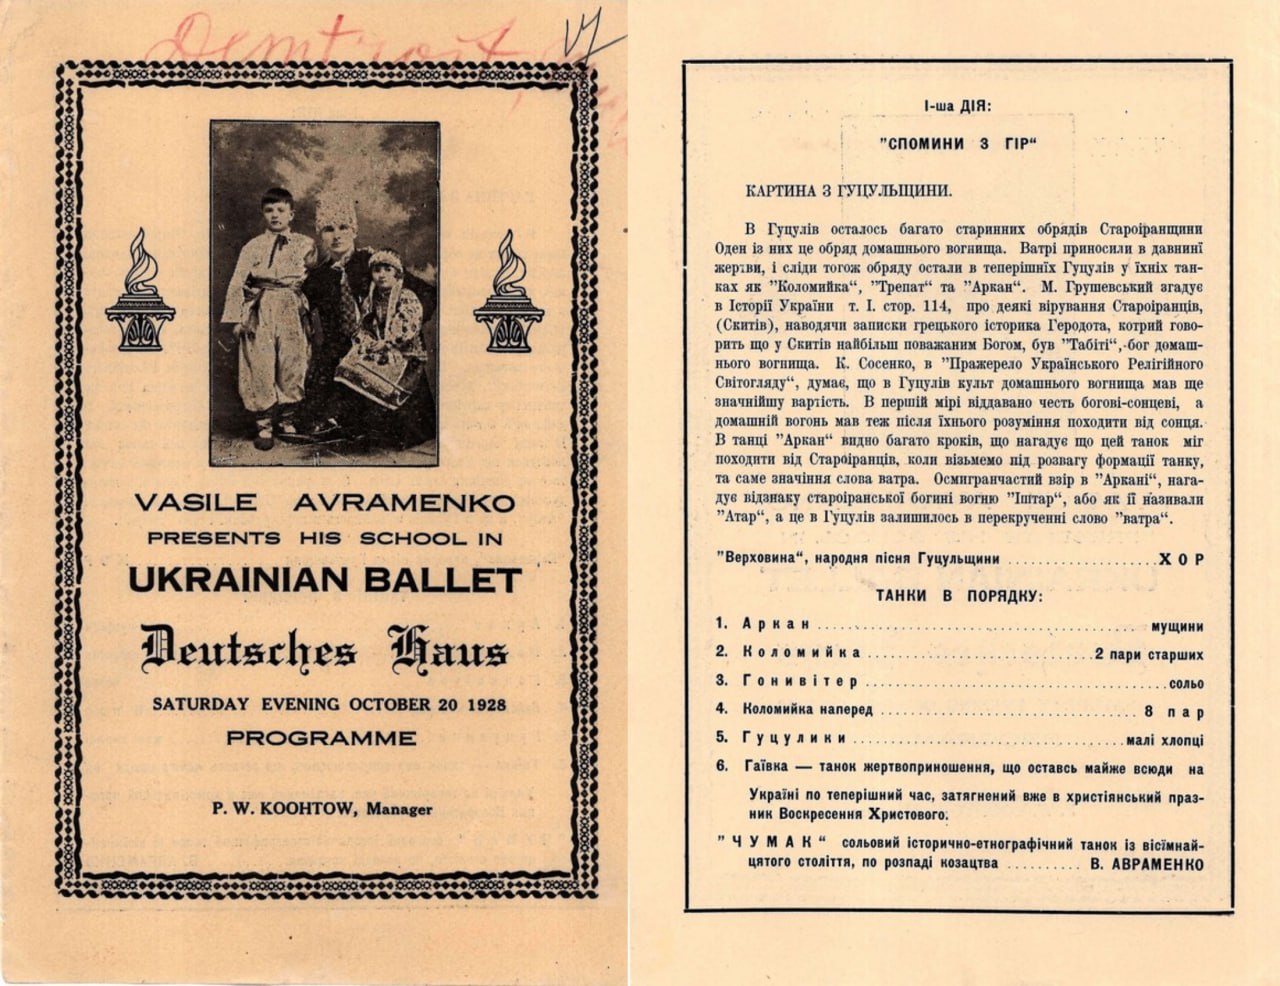 Demtroit
VASILE AVRAMENKO
PRESENTS HIS SCHOOL IN
UKRAINIAN BALLET
Deutsches Haus
SATURDAY EVENING OCTOBER 20 1928
PROGRAMME
P. W. KOOHTOW, Manager
І-ша ДІЯ:
"СПОМИНИ З ГІР“
КАРТИНА З ГУЦУЛЬЩИНИ.
В Гуцулів осталось багато старинних обрядів Староіранщини
Оден із них це обряд домашнього вогнища. Ватрі приносили в давнині
жертви, і сліди тогож обряду остали в теперішніх Гуцулів у їхніх тан-
ках як "Коломийка“, "Трепат“ та "Аркан“. М. Грушевський згадує
в Історії України т. І. стор. 114, про деякі вірування Староіранців,
(Скитів), наводячи записки грецького історика Геродота, котрий гово-
рить що у Скитів найбільш поважаним Богом, був "Табіті“, бог домаш-
нього вогнища. К. Сосенко, в "Пражерело Українського Релігійного
Світогляду“, думає, що в Гуцулів культ домашнього вогнища мав ще
значнійшу вартість. В першій мірі віддавано честь богові-сонцеві, а
домашній вогонь мав теж після їхнього розуміння походити від сонця.
В танці "Аркан“ видно багато кроків, що нагадує що цей танок міг
походити від Староіранців, коли візьмемо під розвагу формації танку,
та саме значіння слова ватра. Осмигранчастий взір в "Аркані“, нага-
дує відзнаку староіранської богині вогню "Іштар“, або як її називали
"Атар“, а це в Гуцулів залишилось в перекрученні слово "ватра“.
"Верховина“, народня пісня Гуцульщини .................... ХОР
ТАНКИ В ПОРЯДКУ:
1. Аркан ........................................ мущини
2. Коломийка .............................. 2 пари старших
3. Гонивітер ........................................ сольо
4. Коломийка наперед .............................. 8 пар
5. Гуцулики .............................. малі хлопці
6. Гаївка — танок жертвоприношення, що оставсь майже всюди на
Україні по теперішний час, затягнений вже в христіянський праз-
ник Воскресення Христового.
"ЧУМАК“ сольовий історично-етнографічний танок із вісїмнай-
цятого століття, по розпаді козацтва .......... В. АВРАМЕНКО